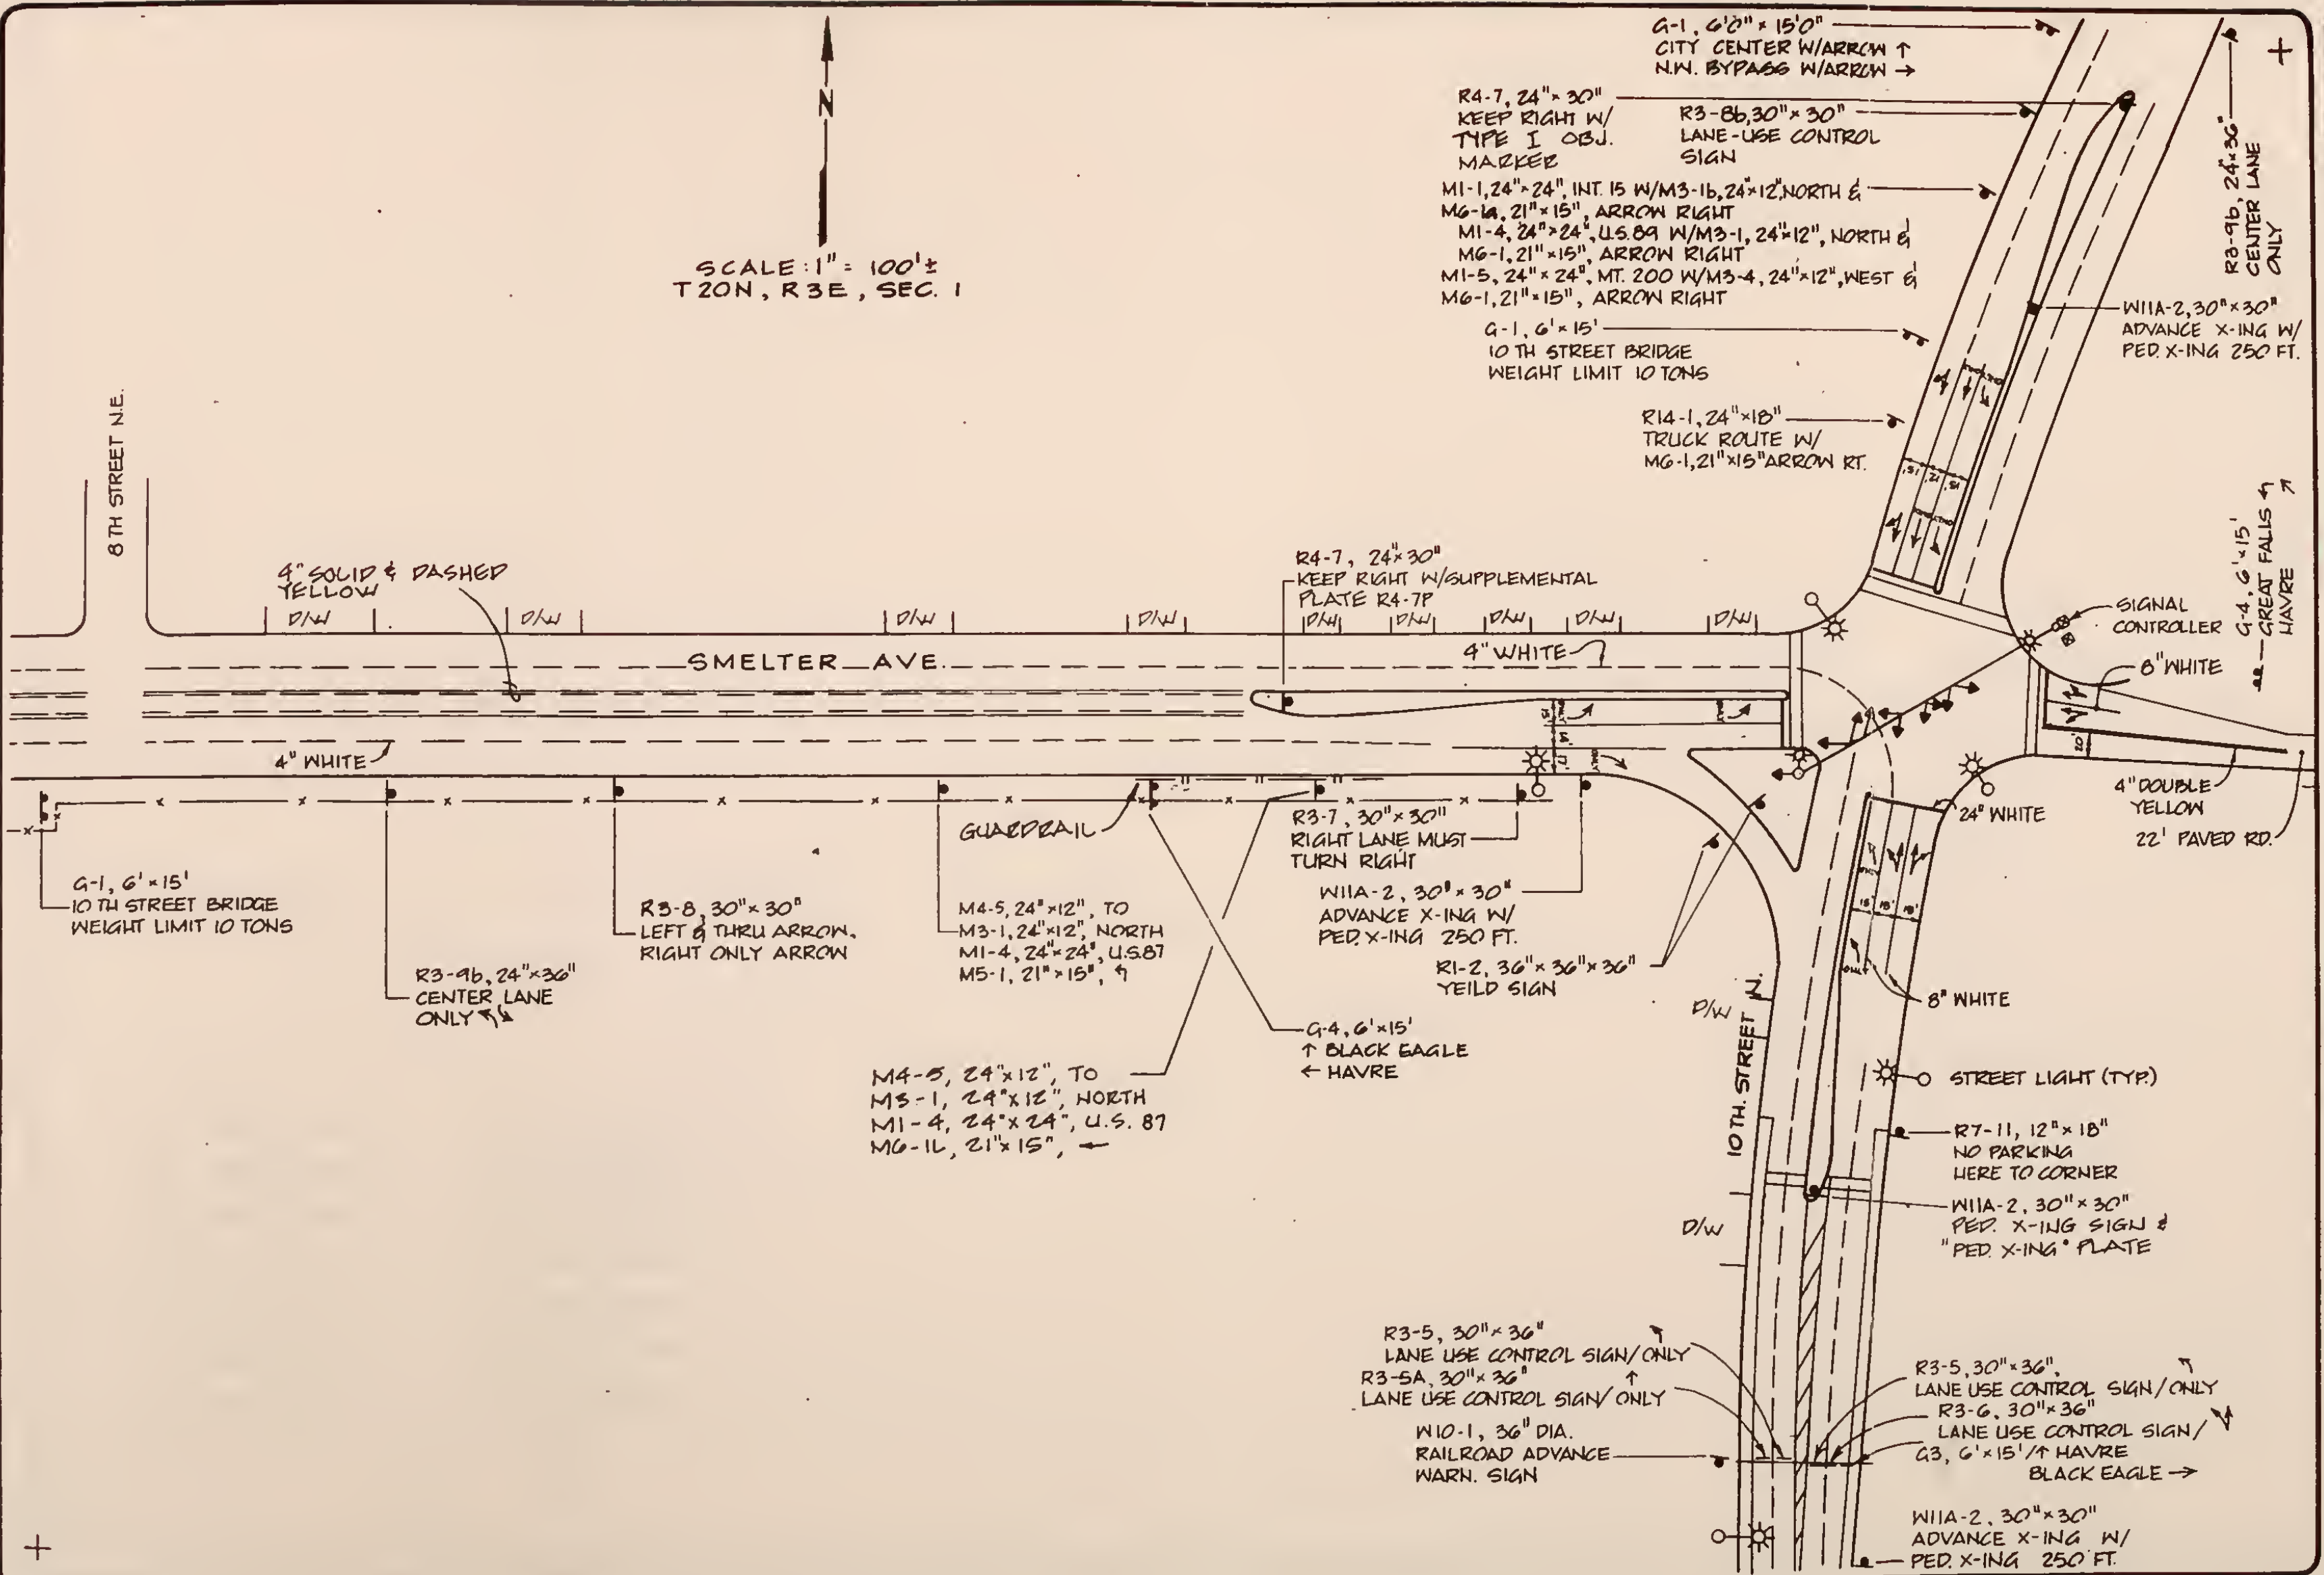 G-1, 6'0" × 15'0"
CITY CENTER W/ARROW ↑
N.W. BYPASS W/ARROW →
R4-7, 24" × 30"
KEEP RIGHT W/
TYPE I OBJ.
MARKER
R3-8b, 30" × 30"
LANE-USE CONTROL
SIGN
R3-9b, 24"×36"
CENTER LANE
ONLY
N
SCALE: 1" = 100'±
T20N, R3E, SEC. 1
M1-1, 24" × 24", INT. 15 W/M3-1b, 24"×12", NORTH &
M6-1a, 21" × 15", ARROW RIGHT
M1-4, 24" × 24", U.S. 89 W/M3-1, 24"×12", NORTH &
M6-1, 21" × 15", ARROW RIGHT
M1-5, 24" × 24", MT. 200 W/M3-4, 24"×12", WEST &
M6-1, 21" × 15", ARROW RIGHT
G-1, 6' × 15'
10 TH STREET BRIDGE
WEIGHT LIMIT 10 TONS
W11A-2, 30" × 30"
ADVANCE X-ING W/
PED. X-ING 250 FT.
R14-1, 24" × 18"
TRUCK ROUTE W/
M6-1, 21" × 15" ARROW RT.
15' 12' 15'
G-4, 6' × 15'
GREAT FALLS ↰
HAVRE ↗
8TH STREET N.E.
4" SOLID & DASHED
YELLOW
D/W
D/W
D/W
D/W
D/W
D/W
D/W
D/W
D/W
R4-7, 24" × 30"
KEEP RIGHT W/SUPPLEMENTAL
PLATE R4-7P
SIGNAL
CONTROLLER
8" WHITE
SMELTER AVE.
4" WHITE
4" WHITE
20'
4" DOUBLE
YELLOW
22' PAVED RD.
24" WHITE
GUARDRAIL
R3-7, 30" × 30"
RIGHT LANE MUST
TURN RIGHT
W11A-2, 30" × 30"
ADVANCE X-ING W/
PED. X-ING 250 FT.
R1-2, 36" × 36" × 36"
YEILD SIGN
G-1, 6' × 15'
10 TH STREET BRIDGE
WEIGHT LIMIT 10 TONS
R3-9b, 24" × 36"
CENTER LANE
ONLY
R3-8, 30" × 30"
LEFT & THRU ARROW.
RIGHT ONLY ARROW
M4-5, 24" × 12", TO
M3-1, 24" × 12", NORTH
M1-4, 24" × 24", U.S. 87
M5-1, 21" × 15", ↰
G-4, 6' × 15'
↑ BLACK EAGLE
← HAVRE
M4-5, 24" × 12", TO
M3-1, 24" × 12", NORTH
M1-4, 24" × 24", U.S. 87
M6-1L, 21" × 15", ←
8" WHITE
D/W
10TH. STREET N.
D/W
STREET LIGHT (TYP.)
R7-11, 12" × 18"
NO PARKING
HERE TO CORNER
W11A-2, 30" × 30"
PED. X-ING SIGN &
"PED. X-ING" PLATE
R3-5, 30" × 36"
LANE USE CONTROL SIGN/ONLY
R3-5A, 30" × 36"
LANE USE CONTROL SIGN/ONLY
W10-1, 36" DIA.
RAILROAD ADVANCE
WARN. SIGN
R3-5, 30" × 36",
LANE USE CONTROL SIGN/ONLY
R3-6, 30" × 36"
LANE USE CONTROL SIGN/
G3, 6' × 15'/↑ HAVRE
BLACK EAGLE →
W11A-2, 30" × 30"
ADVANCE X-ING W/
PED. X-ING 250 FT.